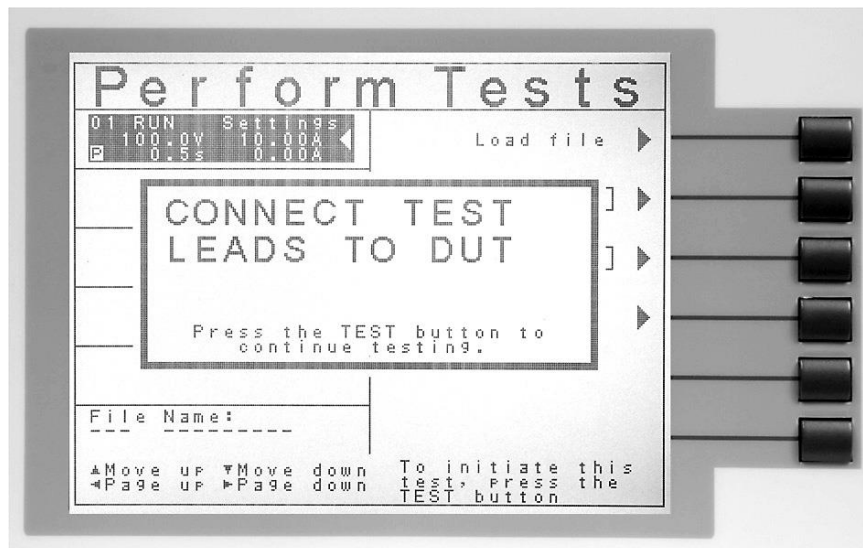 Perform Tests
01 RUN Settings
100.0V 10.00A
P 0.5s 0.00A
Load file
]
]
CONNECT TEST
LEADS TO DUT
Press the TEST button to
continue testing.
File Name:
▲Move up ▼Move down
◄Page up ►Page down
To initiate this
test, press the
TEST button